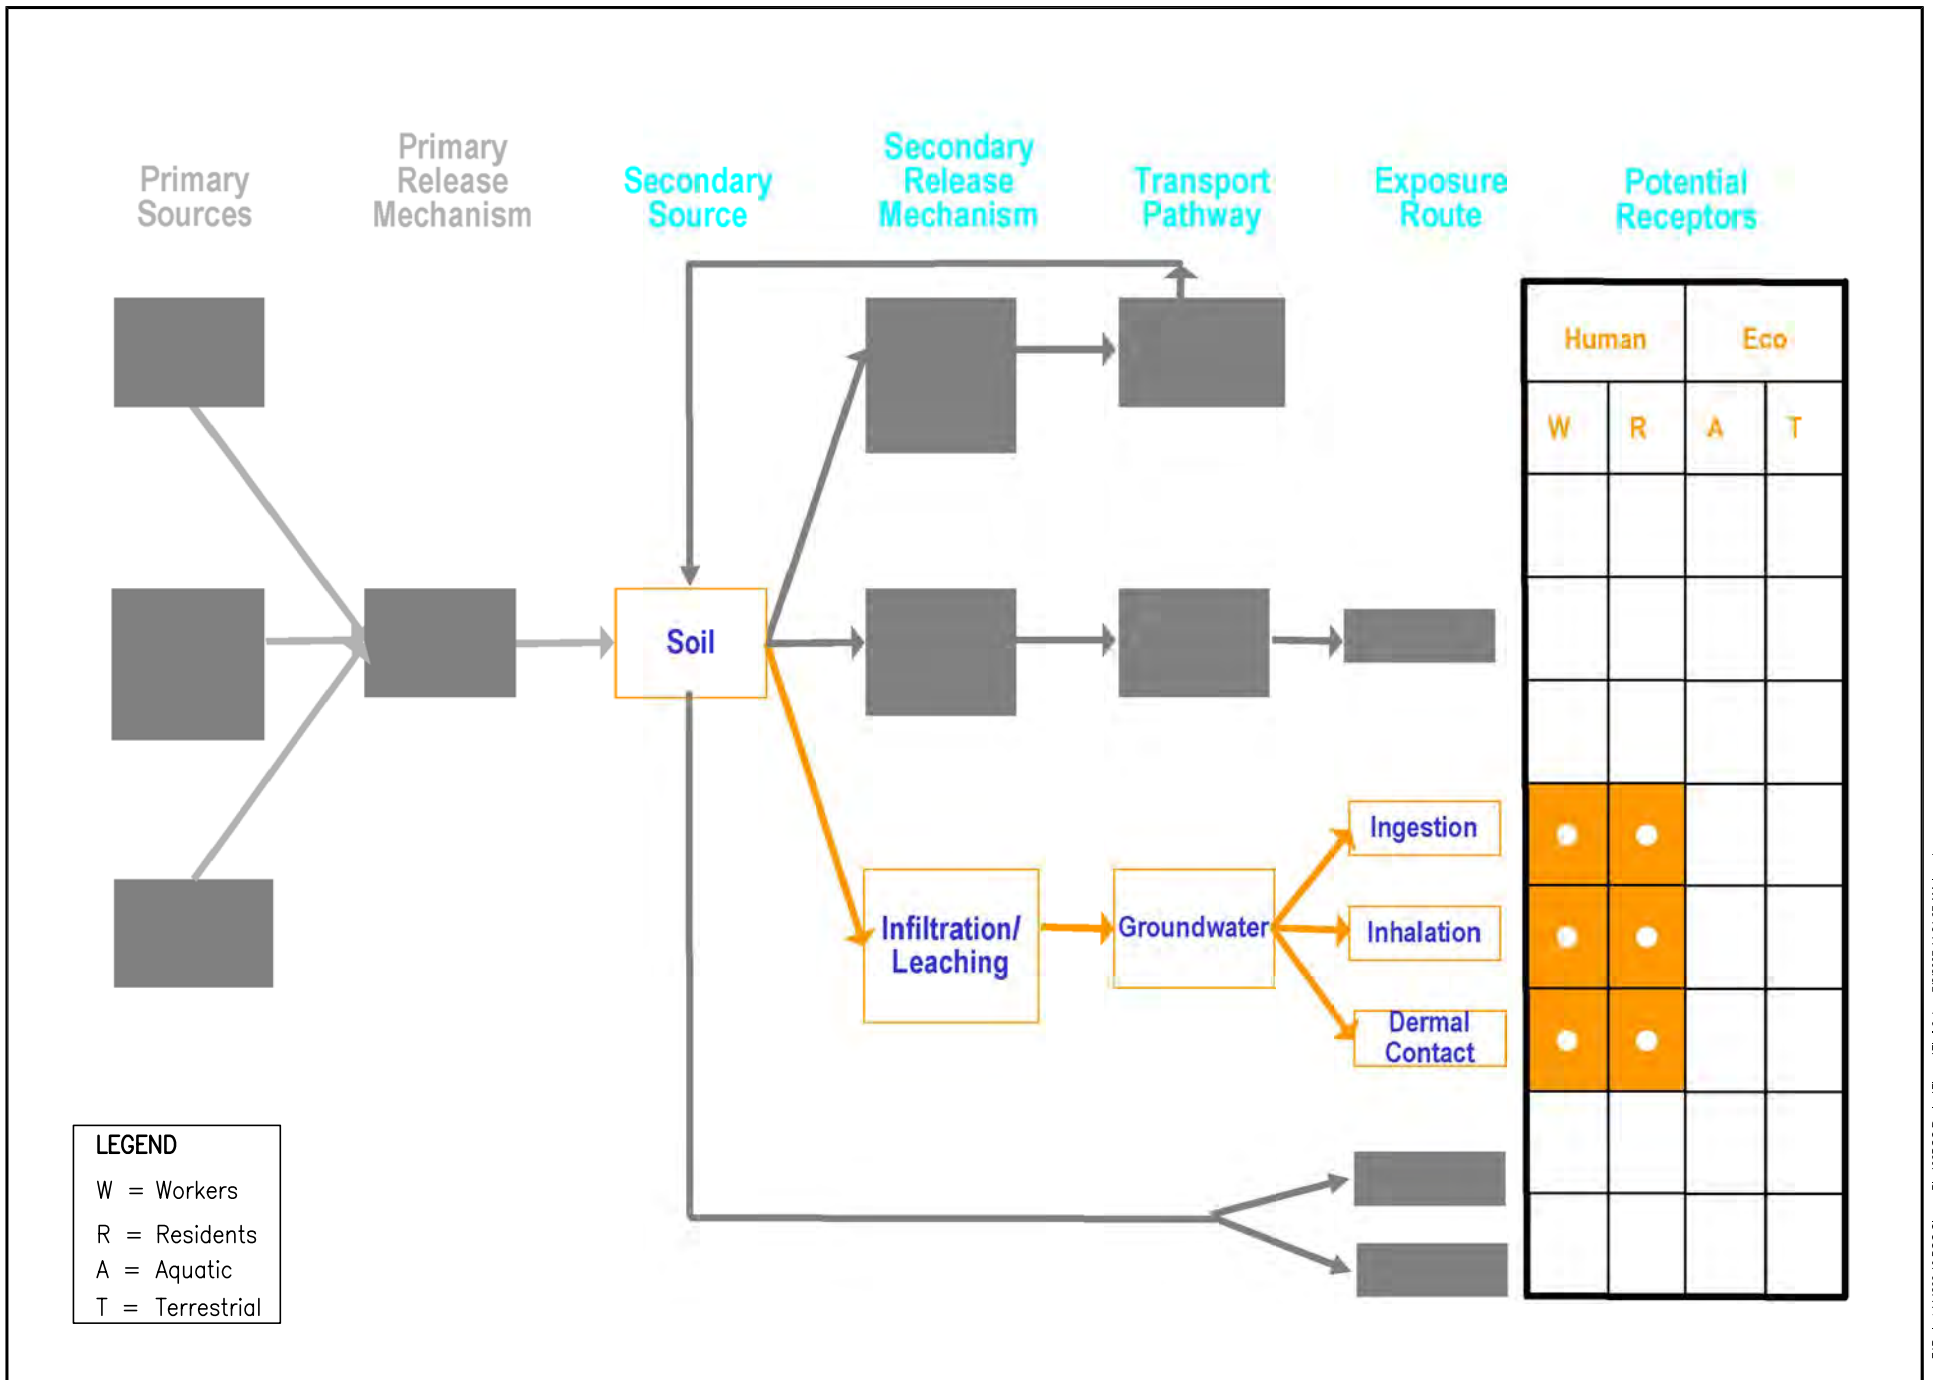 Primary
Sources
Primary
Release
Mechanism
Secondary
Source
Secondary
Release
Mechanism
Transport
Pathway
Exposure
Route
Potential
Receptors
Human
Eco
W
R
A
T
Soil
Infiltration/
Leaching
Groundwater
Ingestion
Inhalation
Dermal
Contact
LEGEND
W = Workers
R = Residents
A = Aquatic
T = Terrestrial